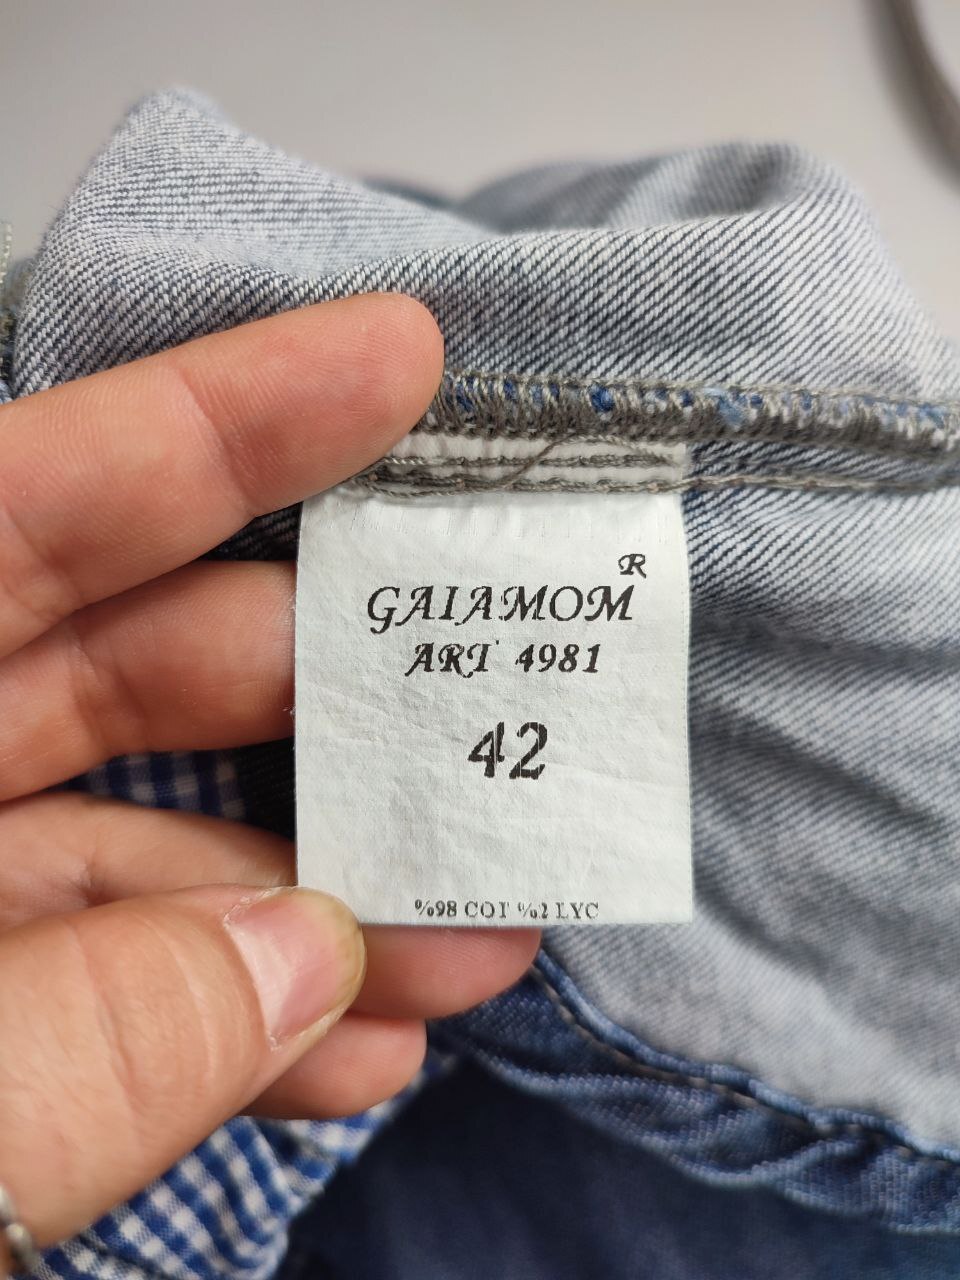 R
GAIAMOM
ART 4981
42
%98 COT %2 LYC